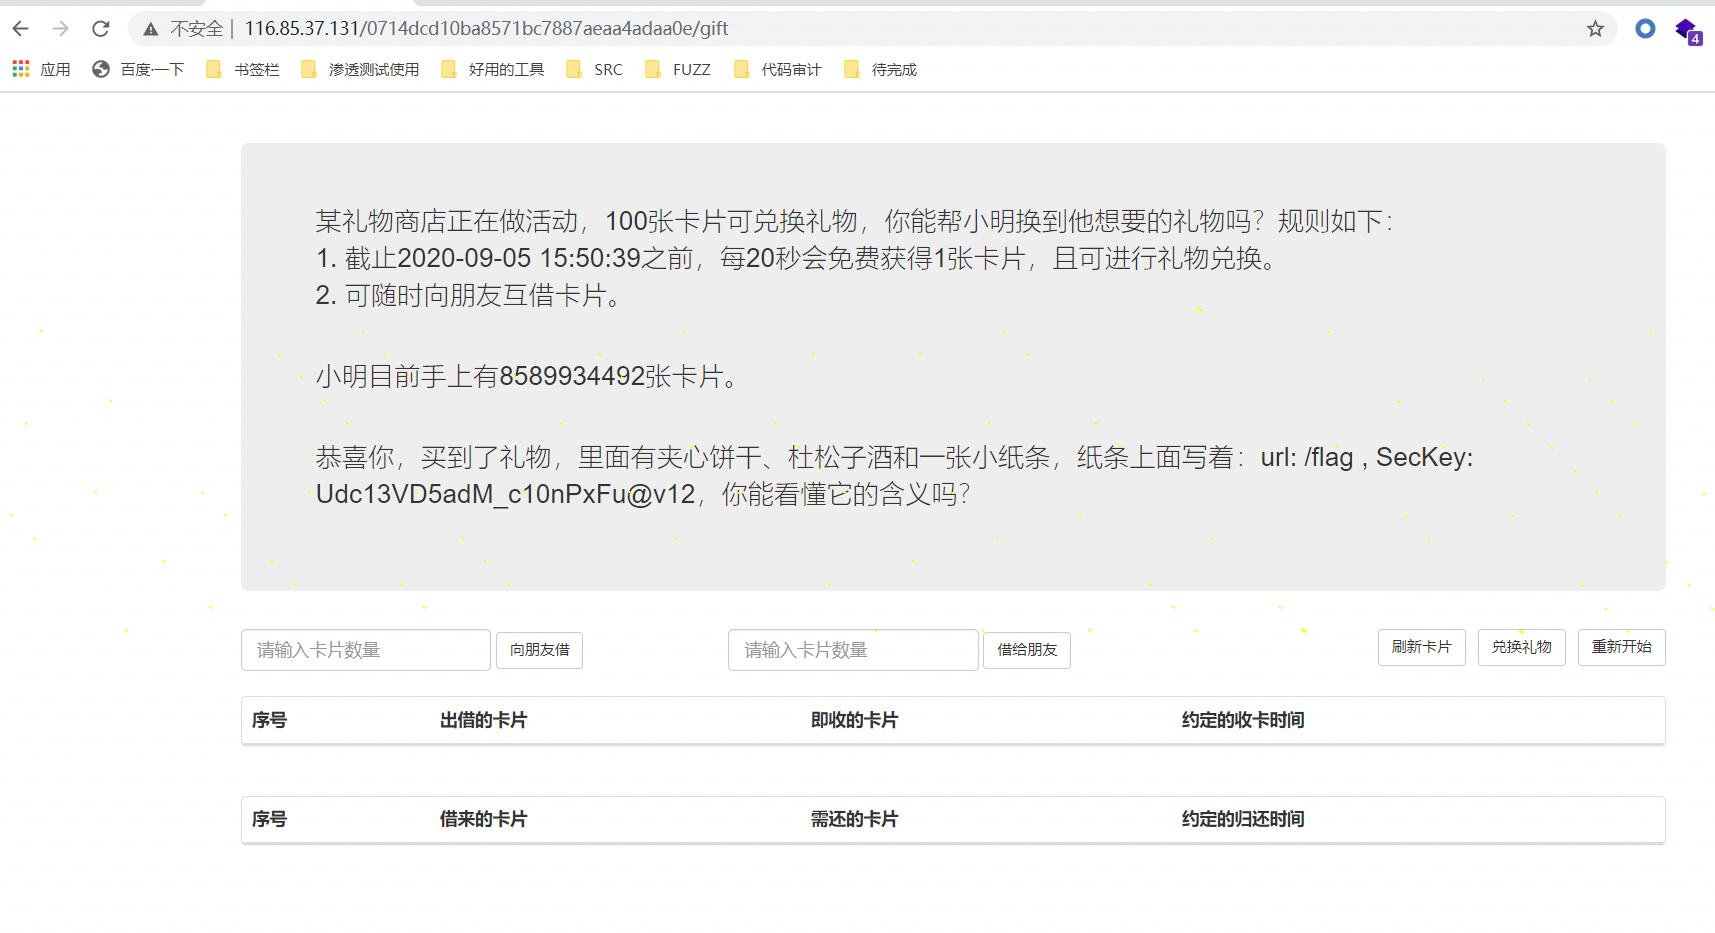 不安全 | 116.85.37.131/0714dcd10ba8571bc7887aeaa4adaa0e/gift
4
应用 百度一下 书签栏 渗透测试使用 好用的工具 SRC FUZZ 代码审计 待完成
某礼物商店正在做活动，100张卡片可兑换礼物，你能帮小明换到他想要的礼物吗？规则如下：
1. 截止2020-09-05 15:50:39之前，每20秒会免费获得1张卡片，且可进行礼物兑换。
2. 可随时向朋友互借卡片。
小明目前手上有8589934492张卡片。
恭喜你，买到了礼物，里面有夹心饼干、杜松子酒和一张小纸条，纸条上面写着：url: /flag , SecKey:
Udc13VD5adM_c10nPxFu@v12，你能看懂它的含义吗？
请输入卡片数量 向朋友借 请输入卡片数量 借给朋友 刷新卡片 兑换礼物 重新开始
序号 出借的卡片 即收的卡片 约定的收卡时间
序号 借来的卡片 需还的卡片 约定的归还时间